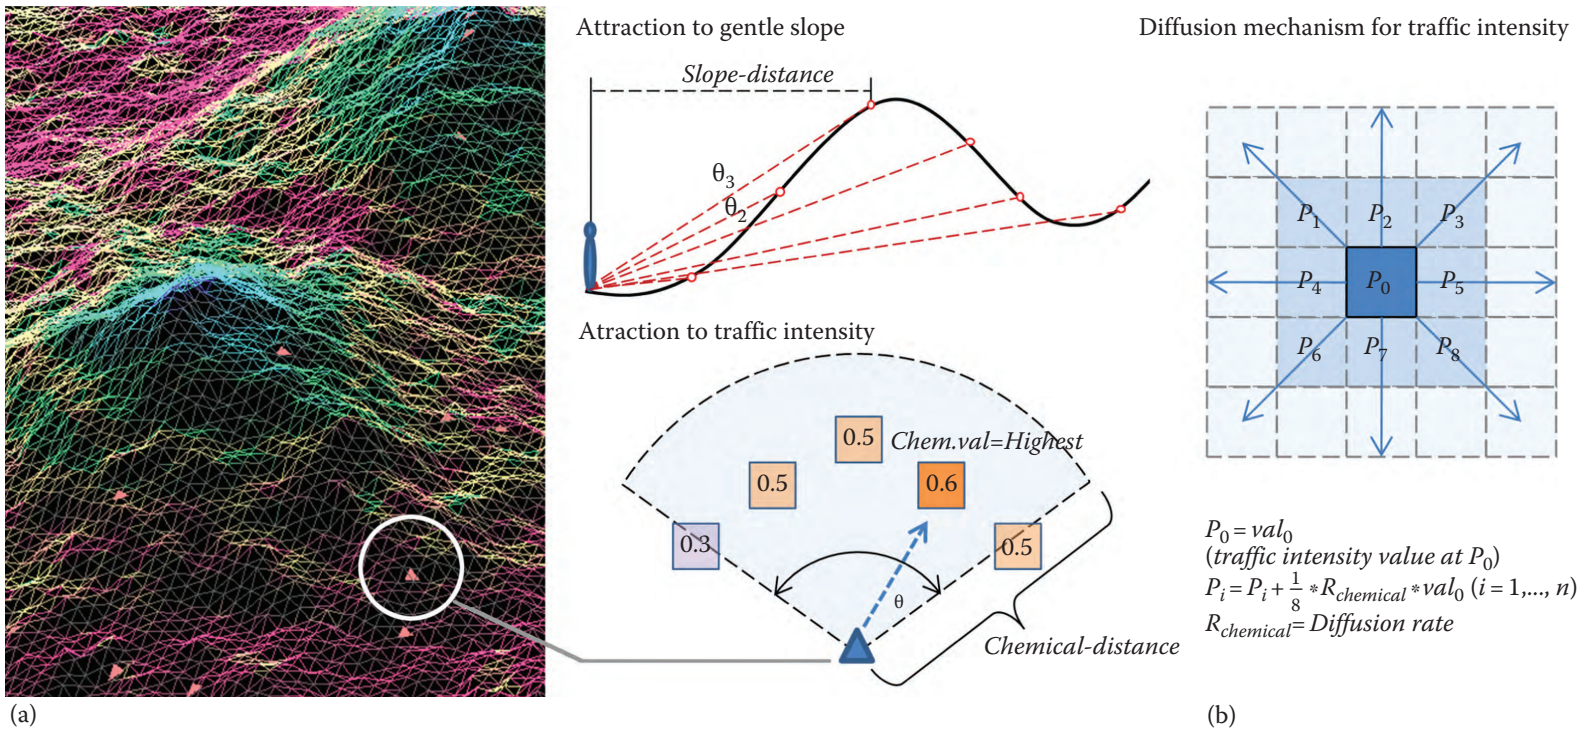 Attraction to gentle slope
Slope-distance
θ3
θ2
Atraction to traffic intensity
0.5
Chem.val=Highest
0.5
0.6
0.3
0.5
θ
Chemical-distance
(a)
Diffusion mechanism for traffic intensity
P1 P2 P3
P4 P0 P5
P6 P7 P8
P0 = val0
(traffic intensity value at P0)
Pi = Pi + 1/8 * Rchemical * val0 (i = 1,..., n)
Rchemical = Diffusion rate
(b)